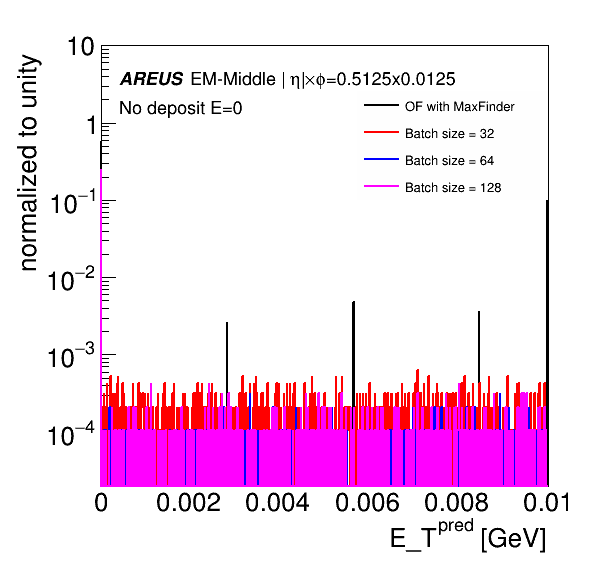 normalized to unity
10
1
10⁻¹
10⁻²
10⁻³
10⁻⁴
AREUS EM-Middle | η|×ϕ=0.5125x0.0125
No deposit E=0
OF with MaxFinder
Batch size = 32
Batch size = 64
Batch size = 128
0 0.002 0.004 0.006 0.008 0.01
E_T^pred [GeV]